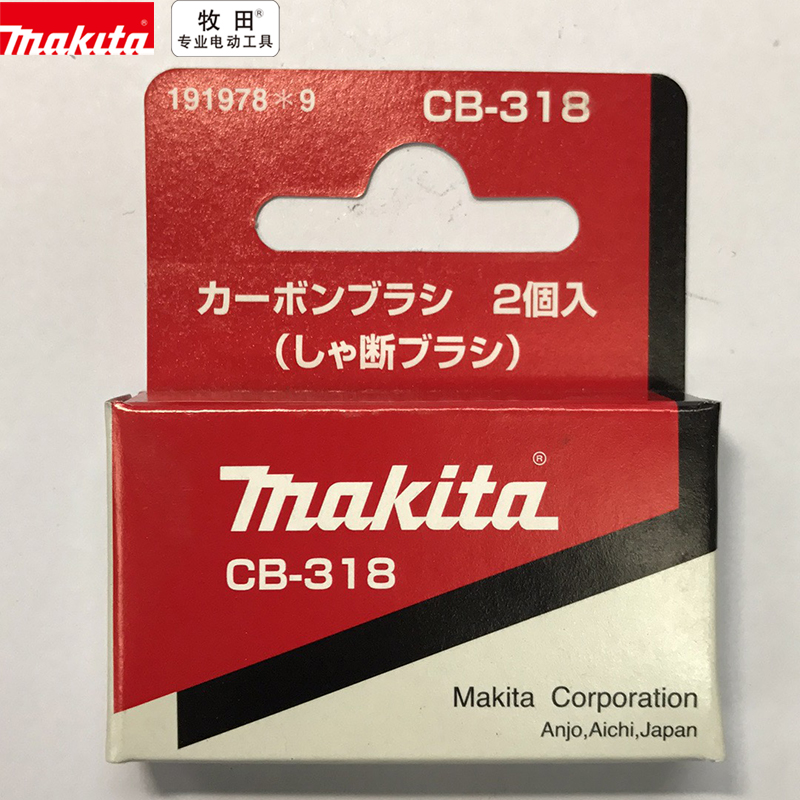 makita®
牧田®
专业电动工具
191978*9
CB-318
カーボンブラシ 2個入
(しゃ断ブラシ)
makita®
CB-318
Makita Corporation
Anjo,Aichi,Japan